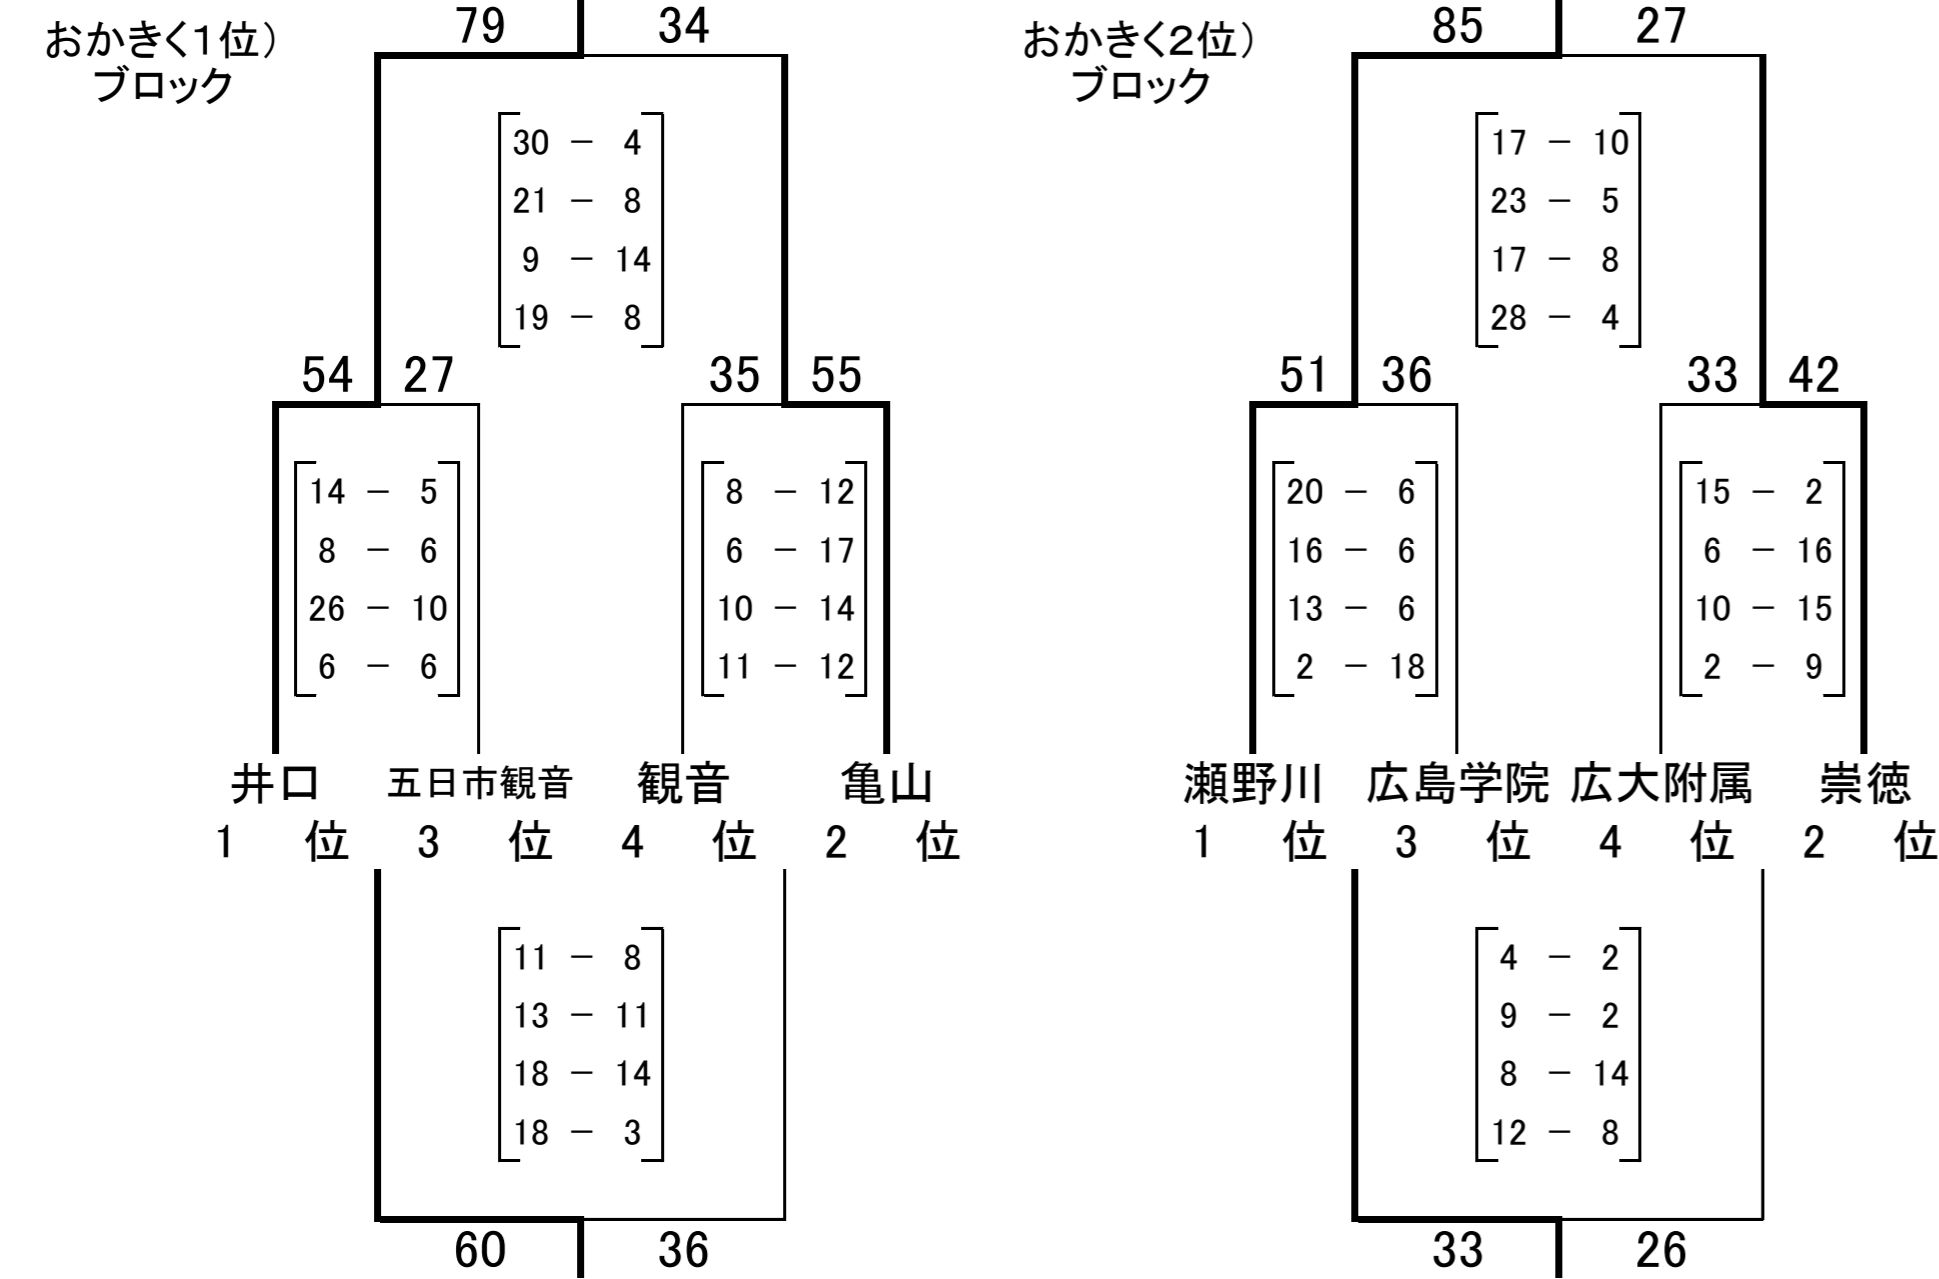 79 34 85 27
おかきく１位） おかきく２位）
ブロック ブロック
30 － 4 17 － 10
21 － 8 23 － 5
9 － 14 17 － 8
19 － 8 28 － 4
54 27 35 55 51 36 33 42
14 － 5 8 － 12 20 － 6 15 － 2
8 － 6 6 － 17 16 － 6 6 － 16
26 － 10 10 － 14 13 － 6 10 － 15
6 － 6 11 － 12 2 － 18 2 － 9
井口 五日市観音 観音 亀山 瀬野川 広島学院 広大附属 崇徳
1 位 3 位 4 位 2 位 1 位 3 位 4 位 2 位
11 － 8 4 － 2
13 － 11 9 － 2
18 － 14 8 － 14
18 － 3 12 － 8
60 36 33 26